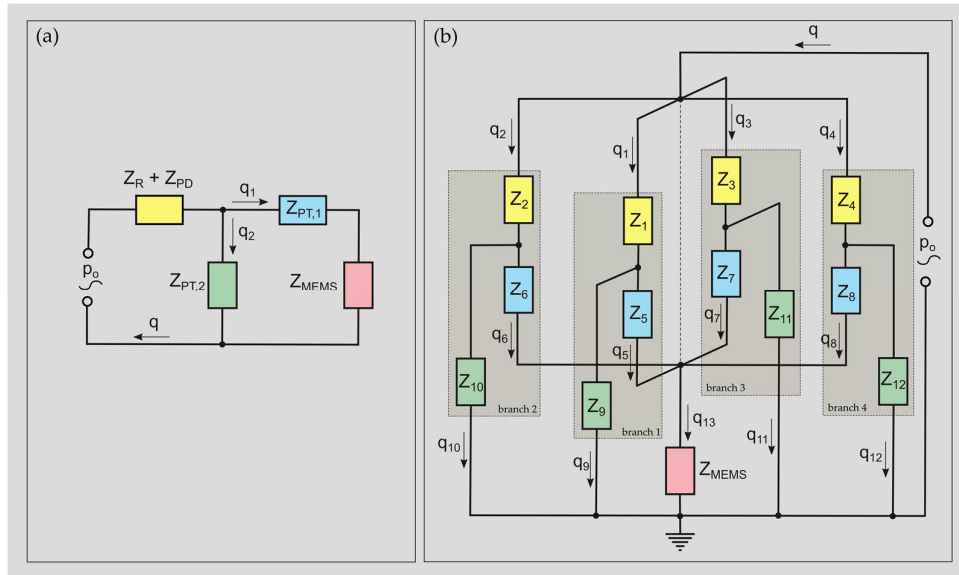 (a)
Z_R + Z_PD
q_1
Z_PT,1
q_2
p_o
Z_PT,2
Z_MEMS
q
(b)
q
q_2
q_1
q_3
q_4
Z_2
Z_1
Z_3
Z_4
p_o
Z_6
Z_5
Z_7
Z_8
Z_11
q_6
q_5
q_7
q_8
Z_10
Z_9
Z_12
branch 2
branch 1
branch 3
branch 4
q_13
q_10
q_9
q_11
q_12
Z_MEMS